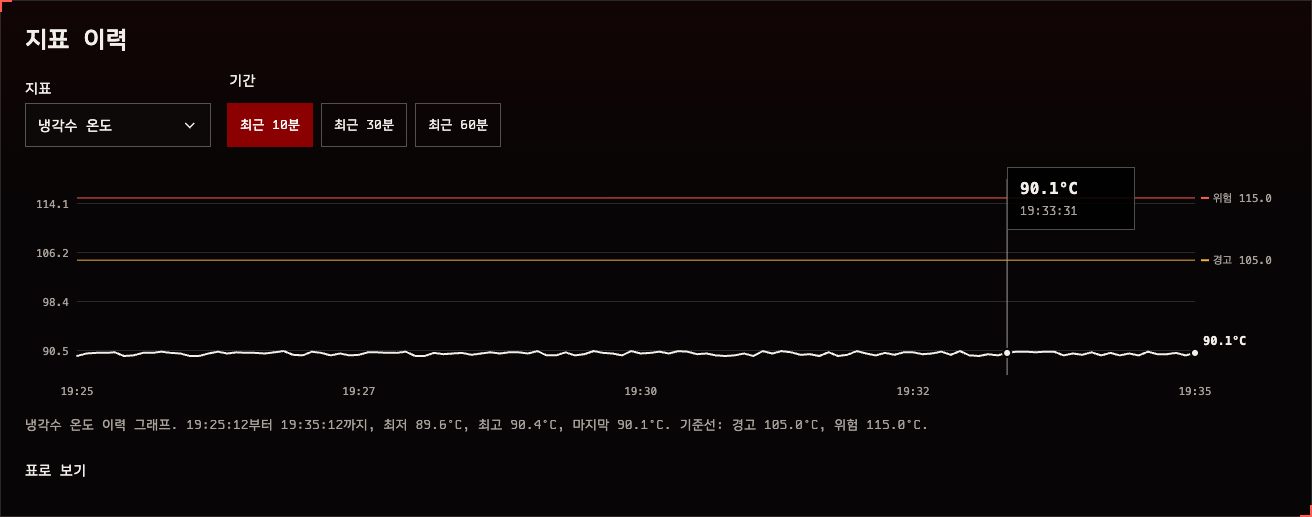 지표 이력
지표
기간
냉각수 온도
최근 10분
최근 30분
최근 60분
90.1°C
19:33:31
114.1
위험 115.0
106.2
경고 105.0
98.4
90.5
90.1°C
19:25
19:27
19:30
19:32
19:35
냉각수 온도 이력 그래프. 19:25:12부터 19:35:12까지, 최저 89.6°C, 최고 90.4°C, 마지막 90.1°C. 기준선: 경고 105.0°C, 위험 115.0°C.
표로 보기